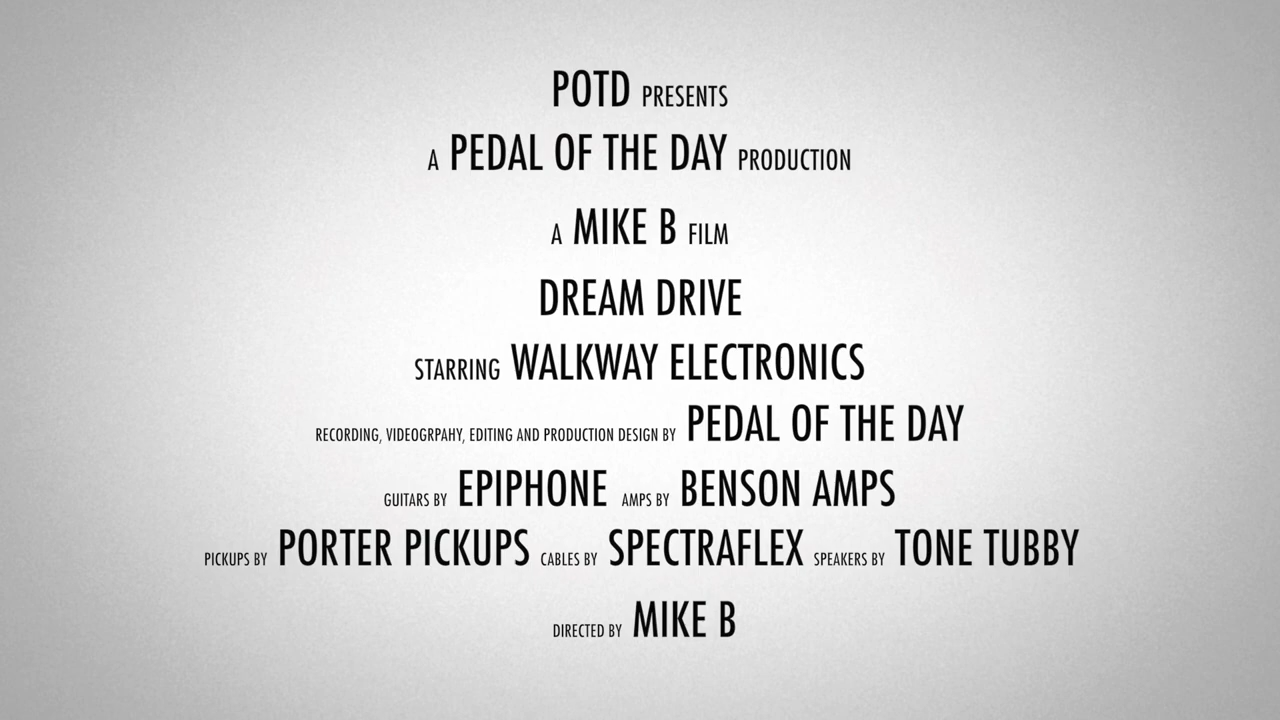 POTD PRESENTS
A PEDAL OF THE DAY PRODUCTION
A MIKE B FILM
DREAM DRIVE
STARRING WALKWAY ELECTRONICS
RECORDING, VIDEOGRPAHY, EDITING AND PRODUCTION DESIGN BY PEDAL OF THE DAY
GUITARS BY EPIPHONE AMPS BY BENSON AMPS
PICKUPS BY PORTER PICKUPS CABLES BY SPECTRAFLEX SPEAKERS BY TONE TUBBY
DIRECTED BY MIKE B